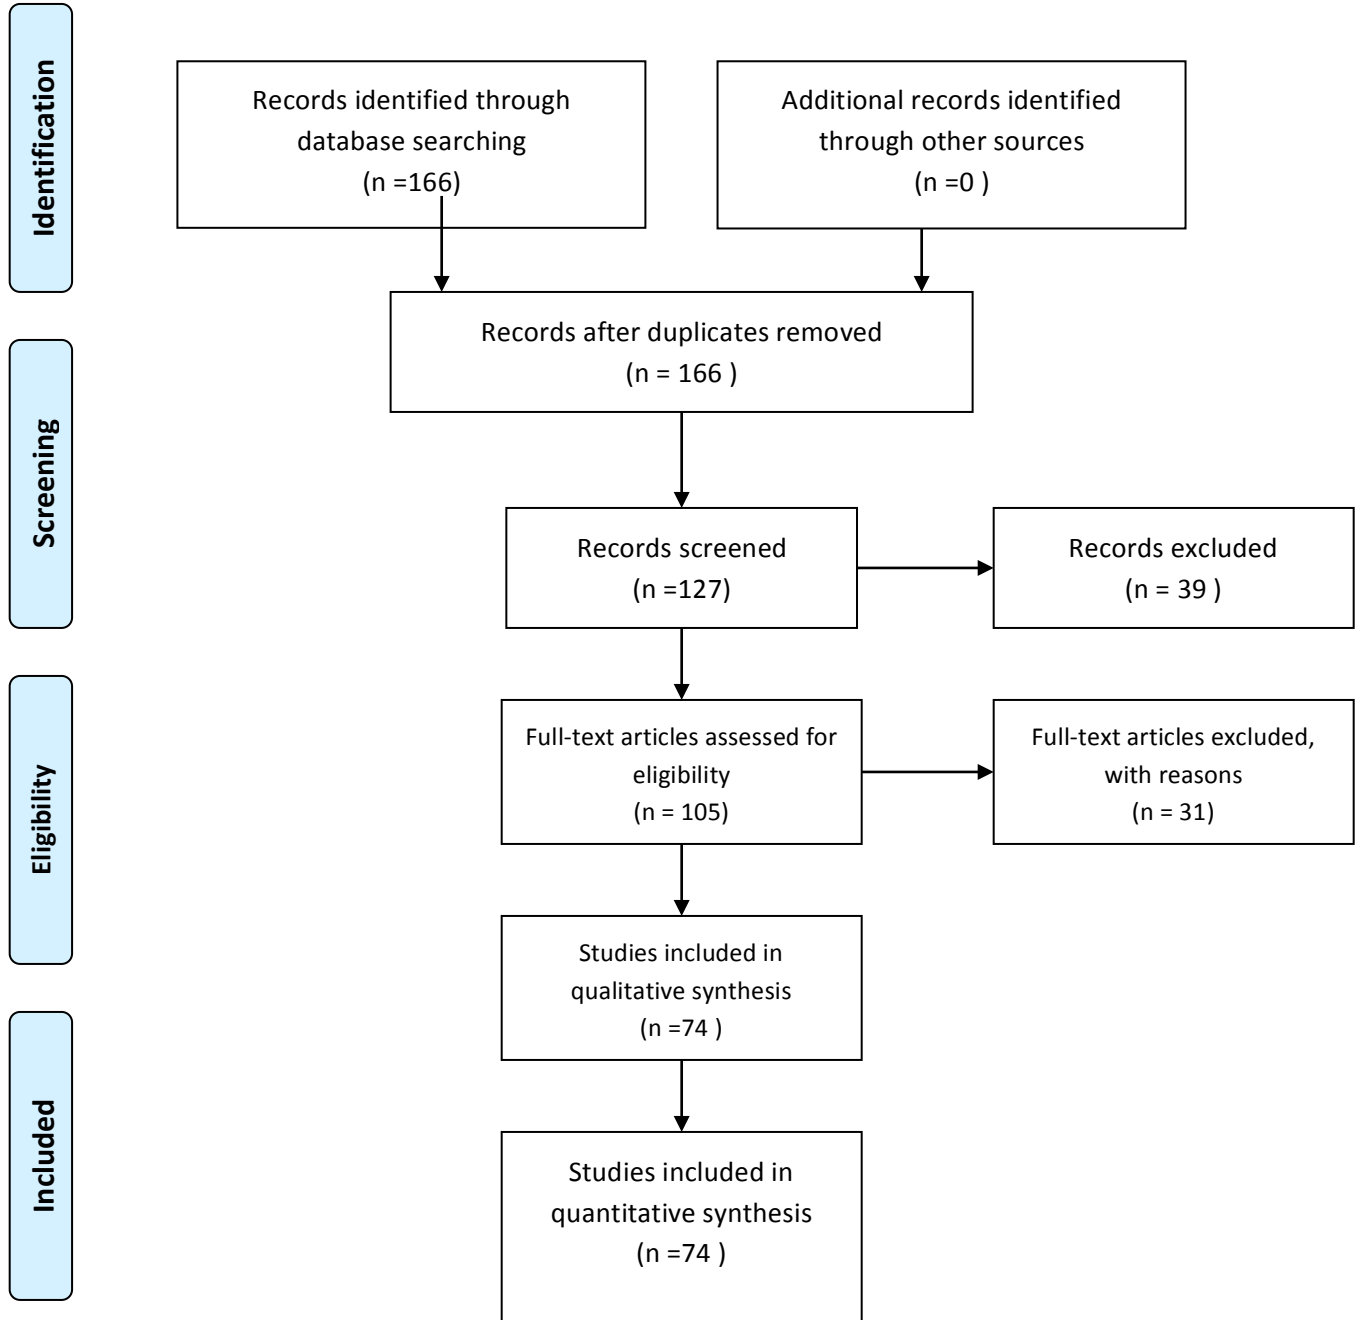 Identification
Records identified through
database searching
(n =166)
Additional records identified
through other sources
(n =0 )
Records after duplicates removed
(n = 166 )
Screening
Records screened
(n =127)
Records excluded
(n = 39 )
Eligibility
Full-text articles assessed for
eligibility
(n = 105)
Full-text articles excluded,
with reasons
(n = 31)
Studies included in
qualitative synthesis
(n =74 )
Included
Studies included in
quantitative synthesis
(n =74 )